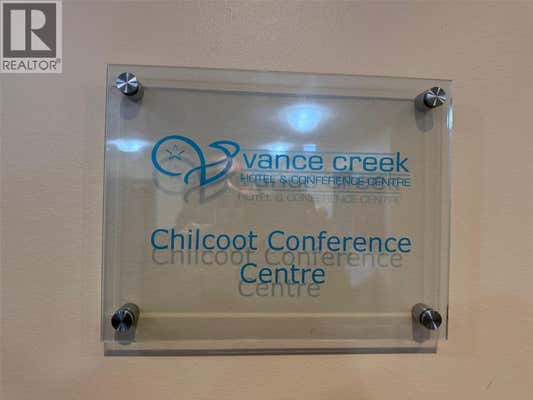 R
REALTOR®
vance creek
HOTEL & CONFERENCE CENTRE
Chilcoot Conference
Centre